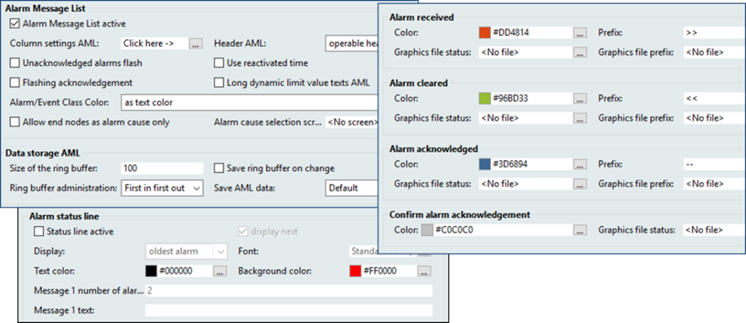 Alarm Message List
Alarm Message List active
Column settings AML: Click here -> ... Header AML: operable hea
Unacknowledged alarms flash Use reactivated time
Flashing acknowledgement Long dynamic limit value texts AML
Alarm/Event Class Color: as text color
Allow end nodes as alarm cause only Alarm cause selection scr... <No screen>
Data storage AML
Size of the ring buffer: 100 Save ring buffer on change
Ring buffer administration: First in first out Save AML data: Default
Alarm status line
Status line active display next
Display: oldest alarm Font: Standa
Text color: #000000 ... Background color: #FF0000 ...
Message 1 number of alar... 2
Message 1 text:
Alarm received
Color: #DD4814 ... Prefix: >>
Graphics file status: <No file> ... Graphics file prefix: <No file>
Alarm cleared
Color: #96BD33 ... Prefix: <<
Graphics file status: <No file> ... Graphics file prefix: <No file>
Alarm acknowledged
Color: #3D6894 ... Prefix: --
Graphics file status: <No file> ... Graphics file prefix: <No file>
Confirm alarm acknowledgement
Color: #C0C0C0 ... Graphics file status: <No file>